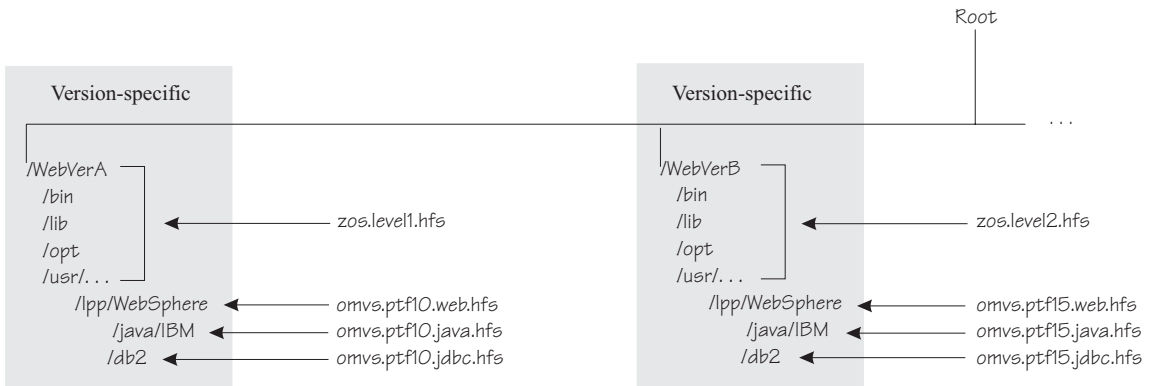 Root
Version-specific
Version-specific
. . .
/WebVerA
/bin
/lib
/opt
/usr/. . .
zos.level1.hfs
/lpp/WebSphere
omvs.ptf10.web.hfs
/java/IBM
omvs.ptf10.java.hfs
/db2
omvs.ptf10.jdbc.hfs
/WebVerB
/bin
/lib
/opt
/usr/. . .
zos.level2.hfs
/lpp/WebSphere
omvs.ptf15.web.hfs
/java/IBM
omvs.ptf15.java.hfs
/db2
omvs.ptf15.jdbc.hfs